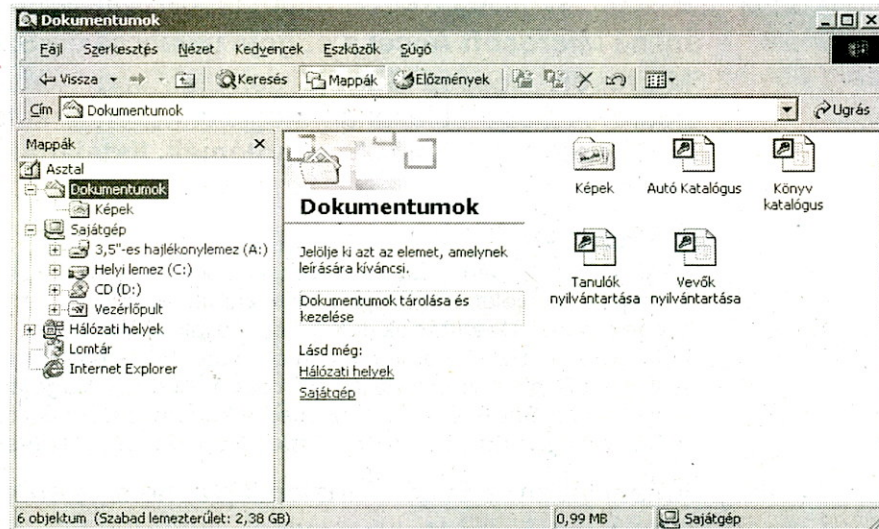 Dokumentumok
Fájl Szerkesztés Nézet Kedvencek Eszközök Súgó
Vissza Keresés Mappák Előzmények
Cím Dokumentumok Ugrás
Mappák
Asztal
Dokumentumok
Képek
Sajátgép
3,5"-es hajlékonylemez (A:)
Helyi lemez (C:)
CD (D:)
Vezérlőpult
Hálózati helyek
Lomtár
Internet Explorer
Dokumentumok
Jelölje ki azt az elemet, amelynek
leírására kíváncsi.
Dokumentumok tárolása és
kezelése
Lásd még:
Hálózati helyek
Sajátgép
Képek
Autó Katalógus
Könyv
katalógus
Tanulók
nyilvántartása
Vevők
nyilvántartása
6 objektum (Szabad lemezterület: 2,38 GB) 0,99 MB Sajátgép